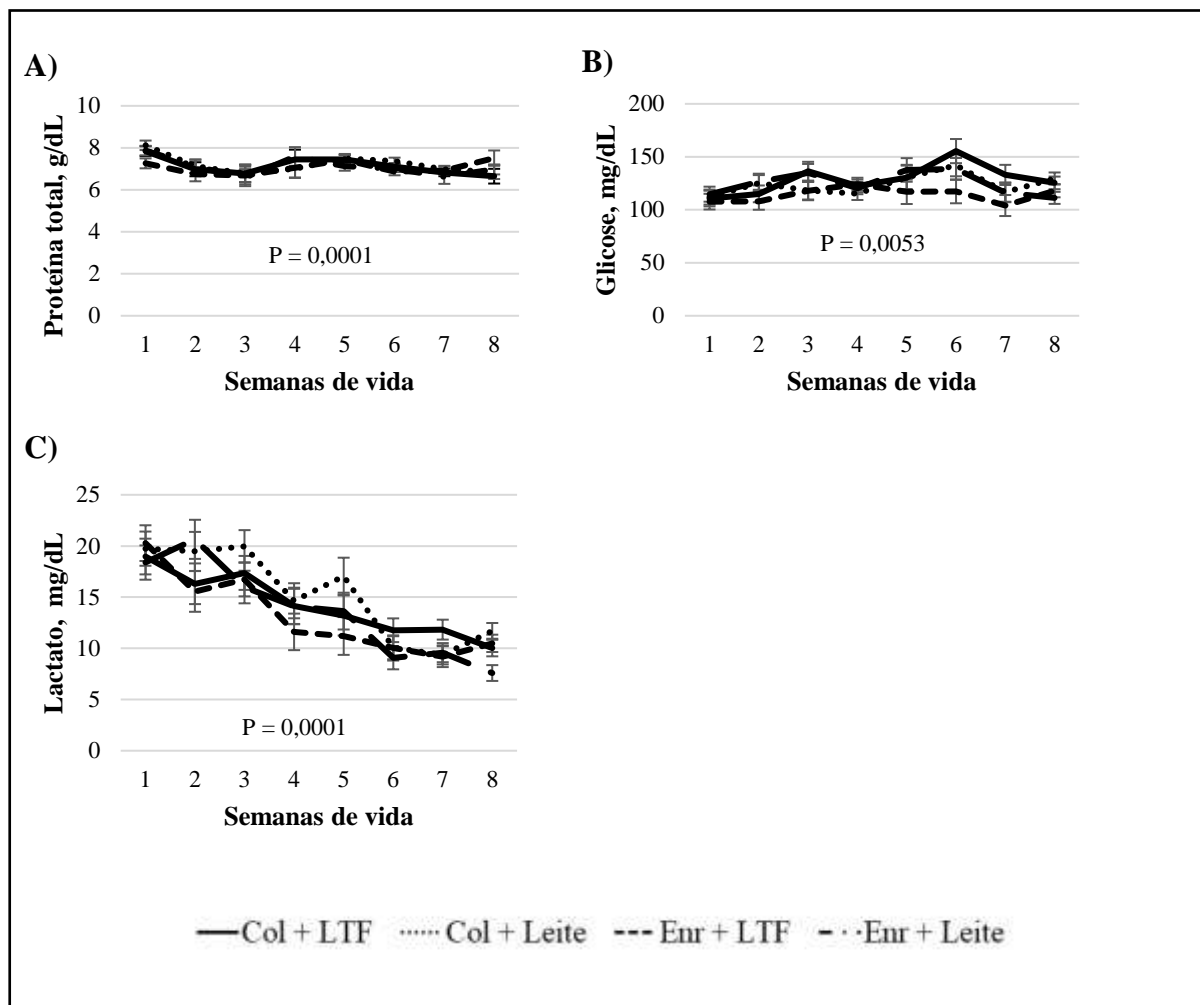 A)
Proteína total, g/dL
10
8
6
4
2
0
P = 0,0001
1 2 3 4 5 6 7 8
Semanas de vida
B)
Glicose, mg/dL
200
150
100
50
0
P = 0,0053
1 2 3 4 5 6 7 8
Semanas de vida
C)
Lactato, mg/dL
25
20
15
10
5
0
P = 0,0001
1 2 3 4 5 6 7 8
Semanas de vida
Col + LTF Col + Leite Enr + LTF Enr + Leite